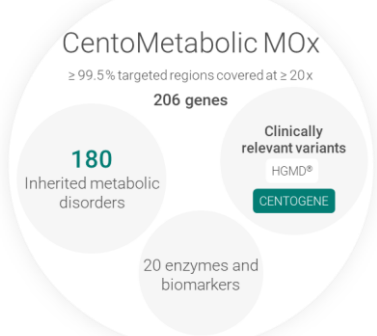 CentoMetabolic MOx
≥ 99.5% targeted regions covered at ≥ 20x
206 genes
180
Inherited metabolic
disorders
Clinically
relevant variants
HGMD®
CENTOGENE
20 enzymes and
biomarkers